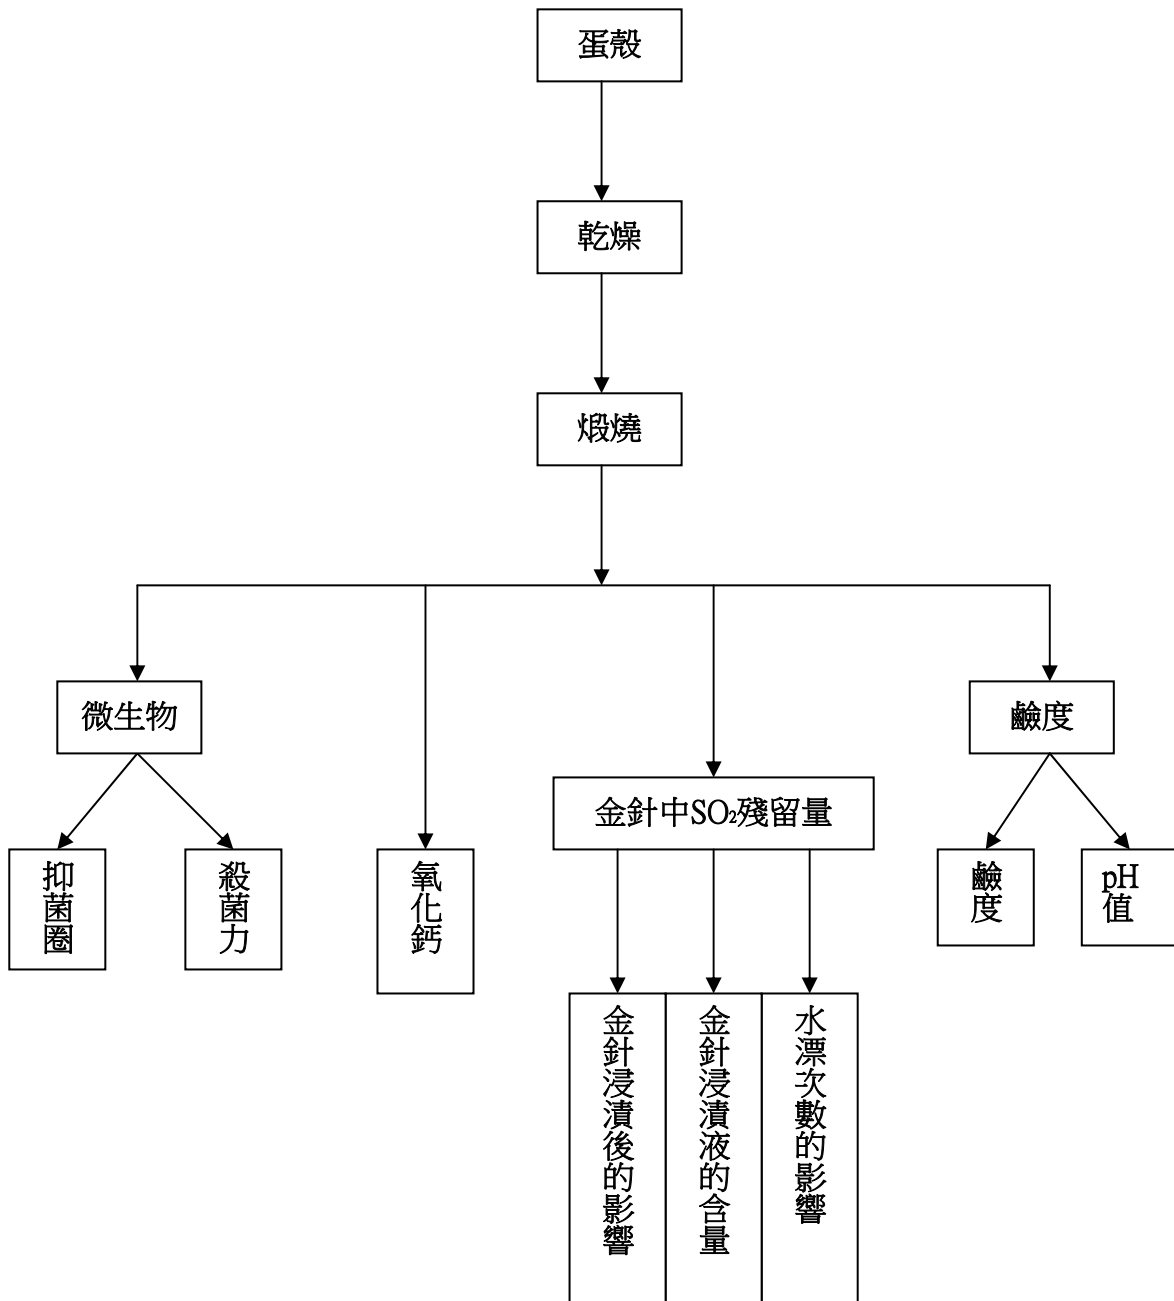 蛋殼
乾燥
煅燒
微生物
鹼度
金針中SO₂殘留量
抑菌圈
殺菌力
氧化鈣
鹼度
pH
值
金針浸漬後的影響
金針浸漬液的含量
水漂次數的影響